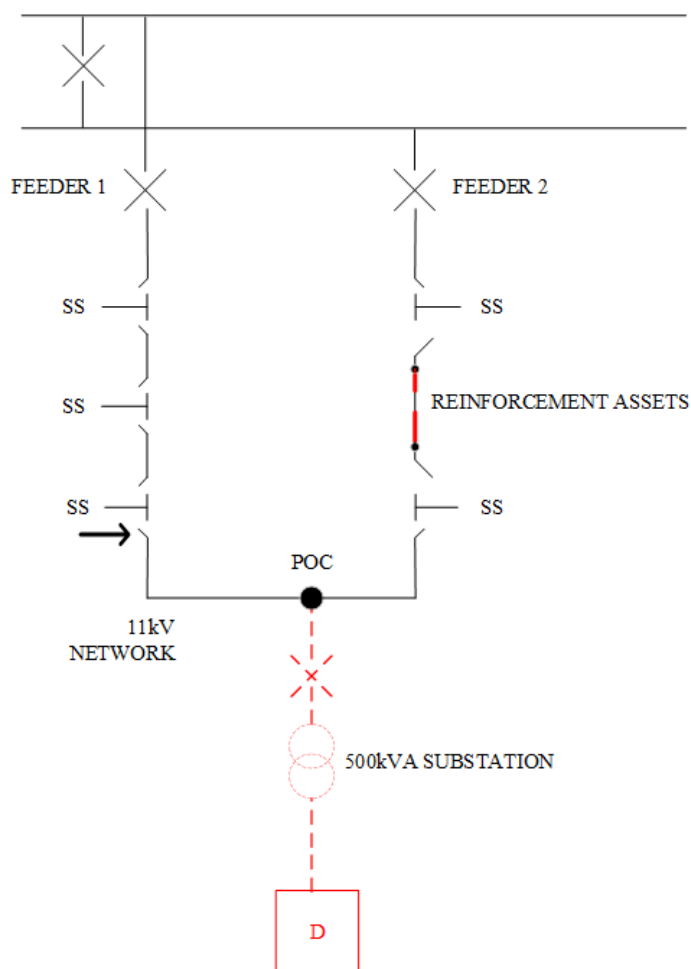 FEEDER 1
FEEDER 2
SS
SS
SS
REINFORCEMENT ASSETS
SS
SS
POC
11kV
NETWORK
500kVA SUBSTATION
D